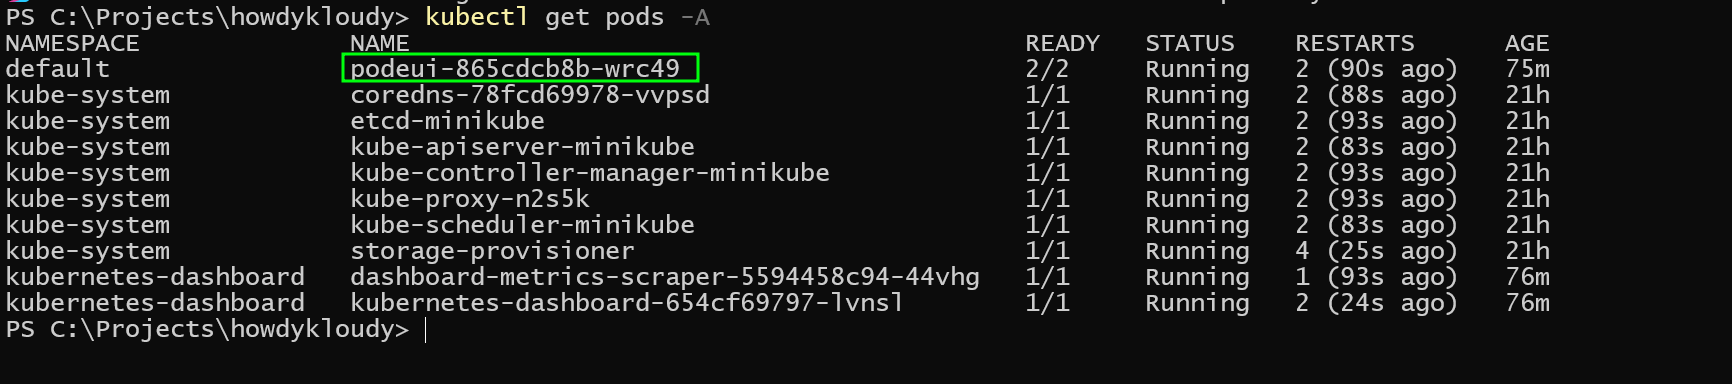 PS C:\Projects\howdykloudy> kubectl get pods -A
NAMESPACE NAME READY STATUS RESTARTS AGE
default podeui-865cdcb8b-wrc49 2/2 Running 2 (90s ago) 75m
kube-system coredns-78fcd69978-vvpsd 1/1 Running 2 (88s ago) 21h
kube-system etcd-minikube 1/1 Running 2 (93s ago) 21h
kube-system kube-apiserver-minikube 1/1 Running 2 (83s ago) 21h
kube-system kube-controller-manager-minikube 1/1 Running 2 (93s ago) 21h
kube-system kube-proxy-n2s5k 1/1 Running 2 (93s ago) 21h
kube-system kube-scheduler-minikube 1/1 Running 2 (83s ago) 21h
kube-system storage-provisioner 1/1 Running 4 (25s ago) 21h
kubernetes-dashboard dashboard-metrics-scraper-5594458c94-44vhg 1/1 Running 1 (93s ago) 76m
kubernetes-dashboard kubernetes-dashboard-654cf69797-lvnsl 1/1 Running 2 (24s ago) 76m
PS C:\Projects\howdykloudy>